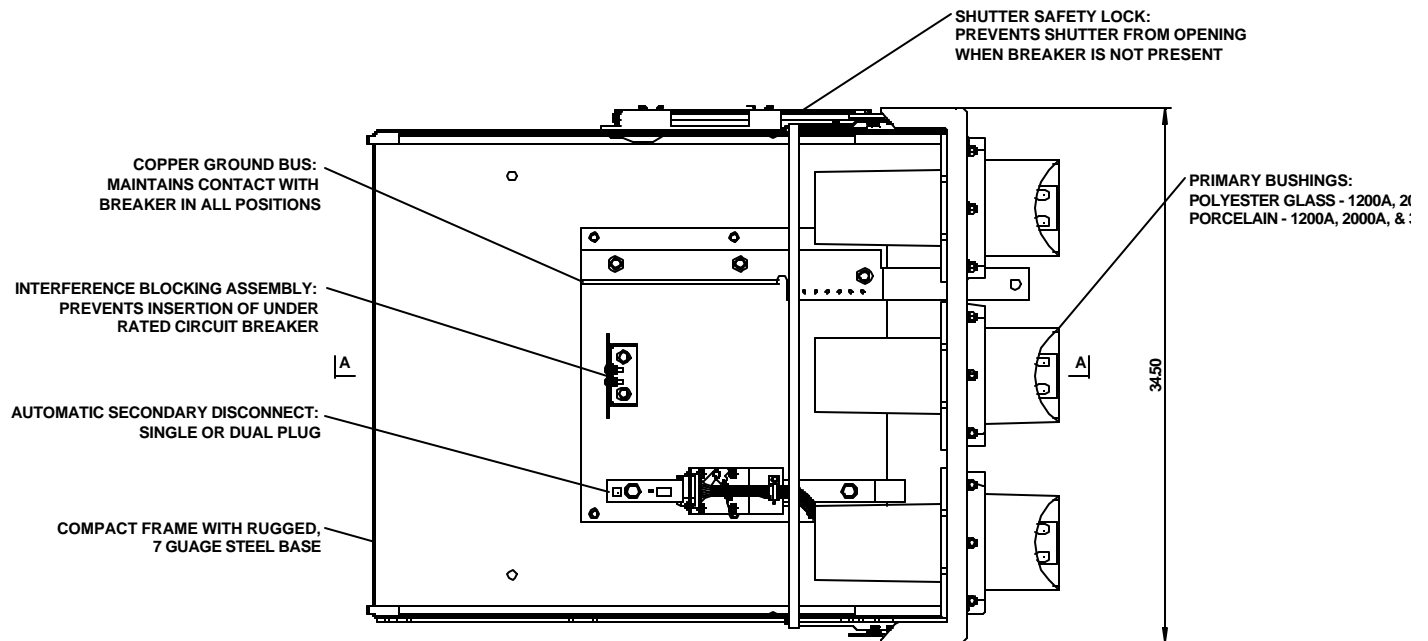 SHUTTER SAFETY LOCK:
PREVENTS SHUTTER FROM OPENING
WHEN BREAKER IS NOT PRESENT
COPPER GROUND BUS:
MAINTAINS CONTACT WITH
BREAKER IN ALL POSITIONS
PRIMARY BUSHINGS:
POLYESTER GLASS - 1200A, 20
PORCELAIN - 1200A, 2000A, & 3
INTERFERENCE BLOCKING ASSEMBLY:
PREVENTS INSERTION OF UNDER
RATED CIRCUIT BREAKER
A
A
34.50
AUTOMATIC SECONDARY DISCONNECT:
SINGLE OR DUAL PLUG
COMPACT FRAME WITH RUGGED,
7 GUAGE STEEL BASE